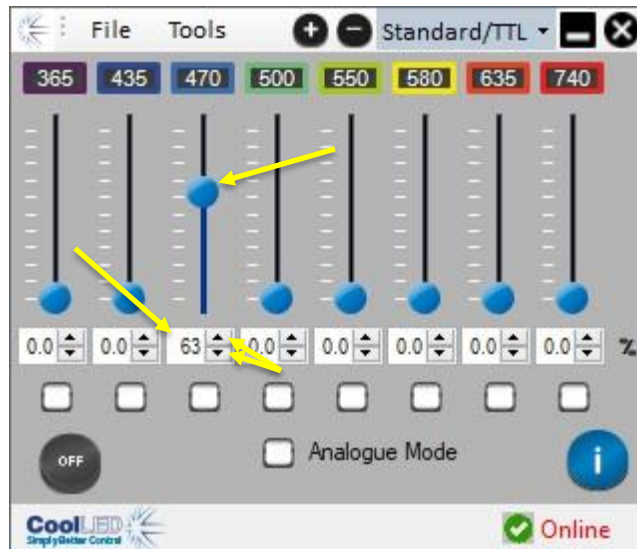 File Tools Standard/TTL
365 435 470 500 550 580 635 740
0.0 0.0 63 0.0 0.0 0.0 0.0 0.0 %
OFF Analogue Mode i
CoolLED Online
Simply Better Control